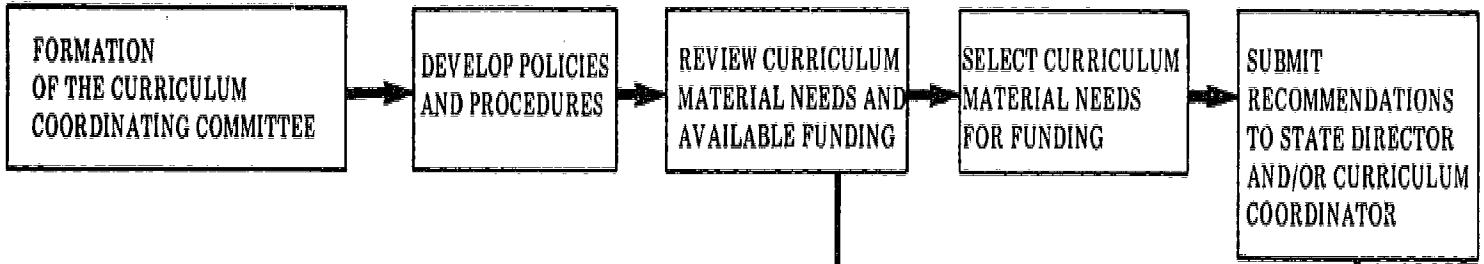 FORMATION
OF THE CURRICULUM
COORDINATING COMMITTEE
DEVELOP POLICIES
AND PROCEDURES
REVIEW CURRICULUM
MATERIAL NEEDS AND
AVAILABLE FUNDING
SELECT CURRICULUM
MATERIAL NEEDS
FOR FUNDING
SUBMIT
RECOMMENDATIONS
TO STATE DIRECTOR
AND/OR CURRICULUM
COORDINATOR